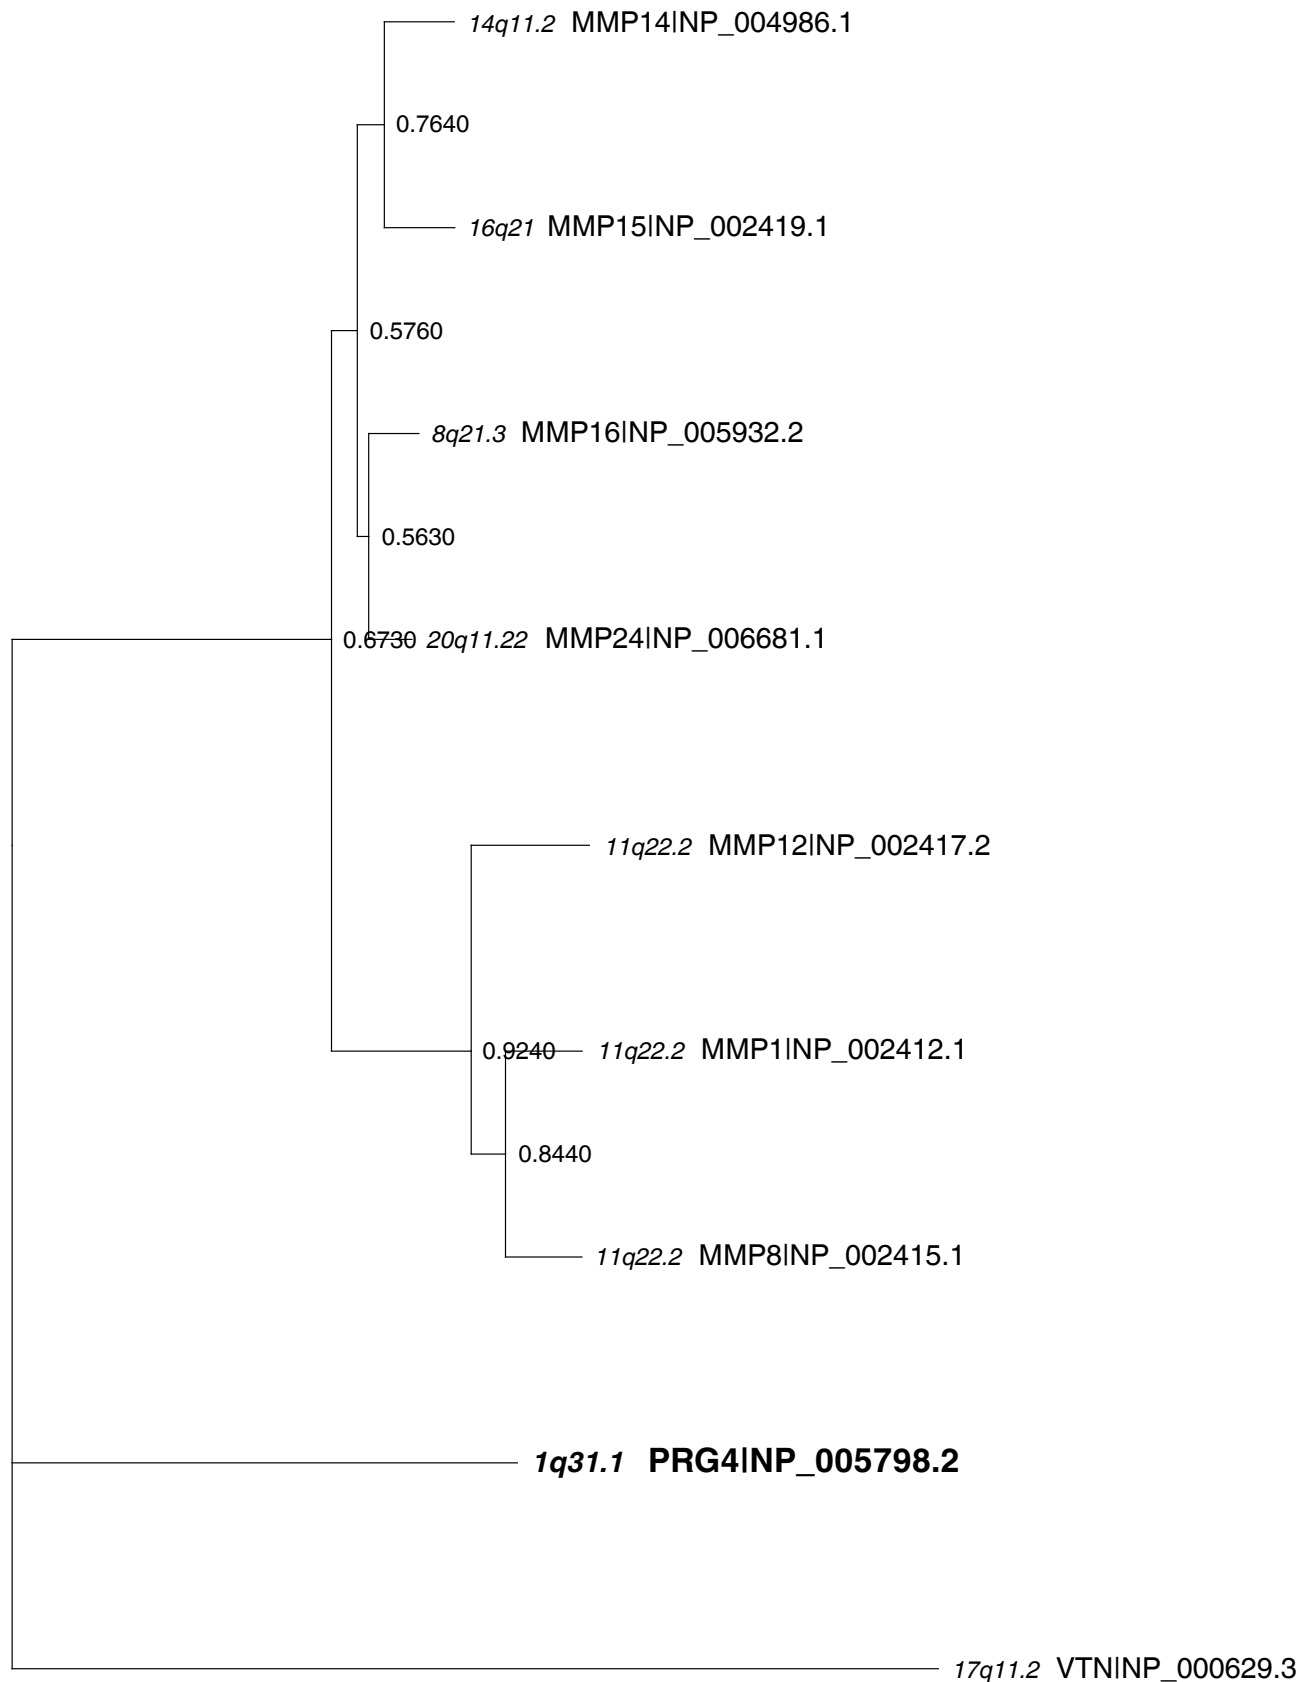 14q11.2 MMP14|NP_004986.1
0.7640
16q21 MMP15|NP_002419.1
0.5760
8q21.3 MMP16|NP_005932.2
0.5630
0.6730 20q11.22 MMP24|NP_006681.1
11q22.2 MMP12|NP_002417.2
0.9240 11q22.2 MMP1|NP_002412.1
0.8440
11q22.2 MMP8|NP_002415.1
1q31.1 PRG4|NP_005798.2
17q11.2 VTN|NP_000629.3